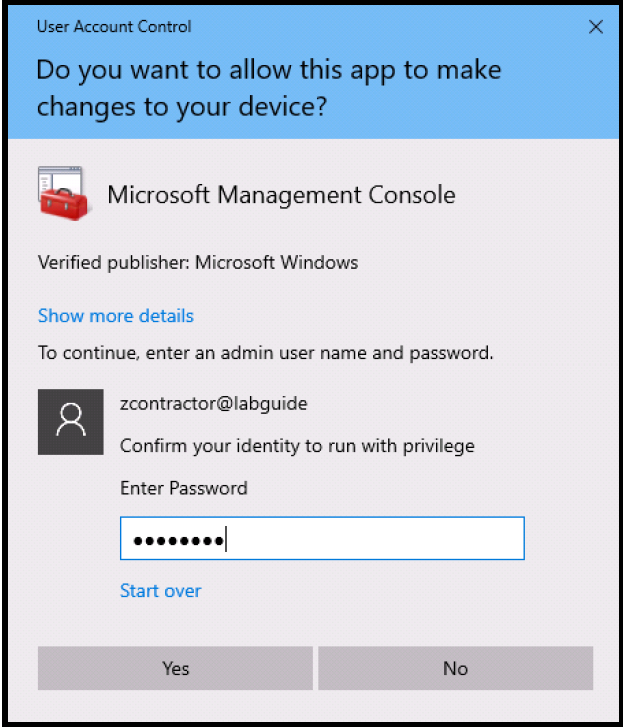 User Account Control
Do you want to allow this app to make
changes to your device?
Microsoft Management Console
Verified publisher: Microsoft Windows
Show more details
To continue, enter an admin user name and password.
zcontractor@labguide
Confirm your identity to run with privilege
Enter Password
●●●●●●●●
Start over
Yes No